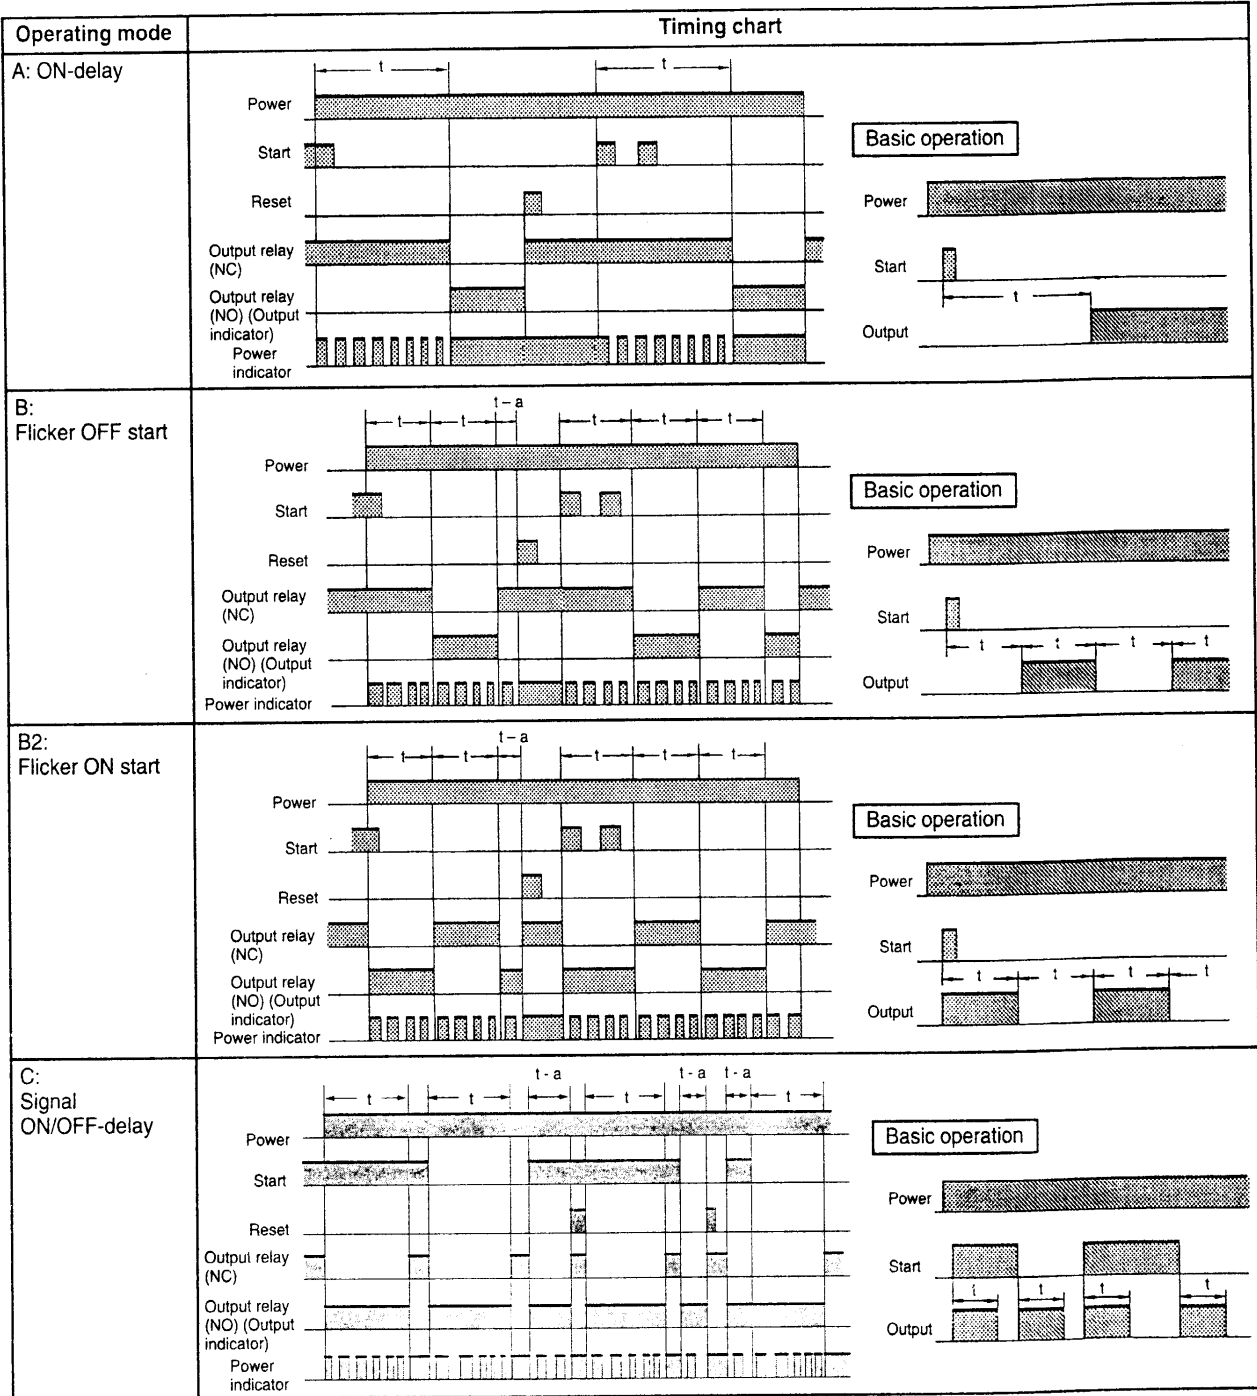 Operating mode
Timing chart
A: ON-delay
t
t
Power
Start
Reset
Output relay
(NC)
Output relay
(NO) (Output
indicator)
Power
indicator
Basic operation
Power
Start
t
Output
B:
Flicker OFF start
t
t
t – a
t
t
t
Power
Start
Reset
Output relay
(NC)
Output relay
(NO) (Output
indicator)
Power indicator
Basic operation
Power
Start
t
t
t
t
Output
B2:
Flicker ON start
t
t
t – a
t
t
t
Power
Start
Reset
Output relay
(NC)
Output relay
(NO) (Output
indicator)
Power indicator
Basic operation
Power
Start
t
t
t
t
Output
C:
Signal
ON/OFF-delay
t
t
t - a
t
t - a
t - a
t
Power
Start
Reset
Output relay
(NC)
Output relay
(NO) (Output
indicator)
Power
indicator
Basic operation
Power
Start
t
t
t
t
Output